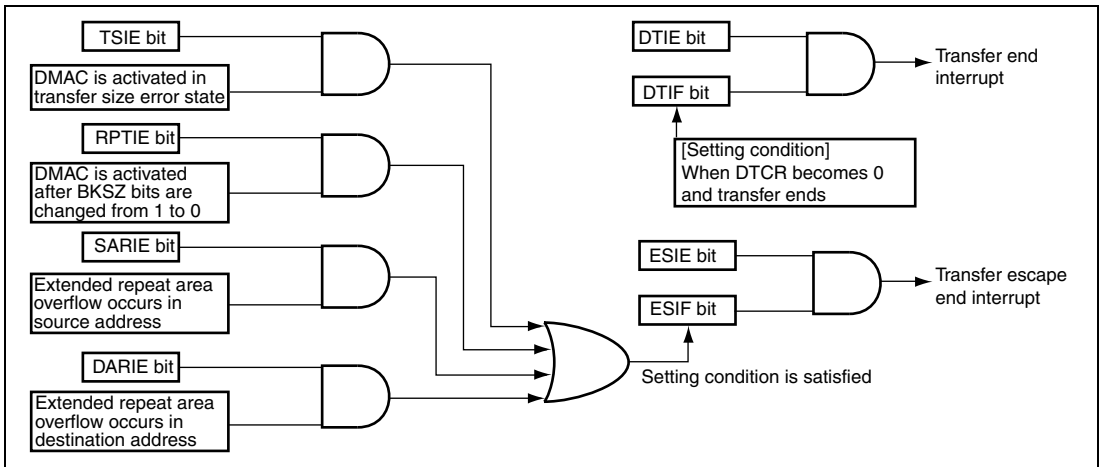 TSIE bit
DMAC is activated in
transfer size error state
RPTIE bit
DMAC is activated
after BKSZ bits are
changed from 1 to 0
SARIE bit
Extended repeat area
overflow occurs in
source address
DARIE bit
Extended repeat area
overflow occurs in
destination address
DTIE bit
DTIF bit
Transfer end
interrupt
[Setting condition]
When DTCR becomes 0
and transfer ends
ESIE bit
ESIF bit
Transfer escape
end interrupt
Setting condition is satisfied